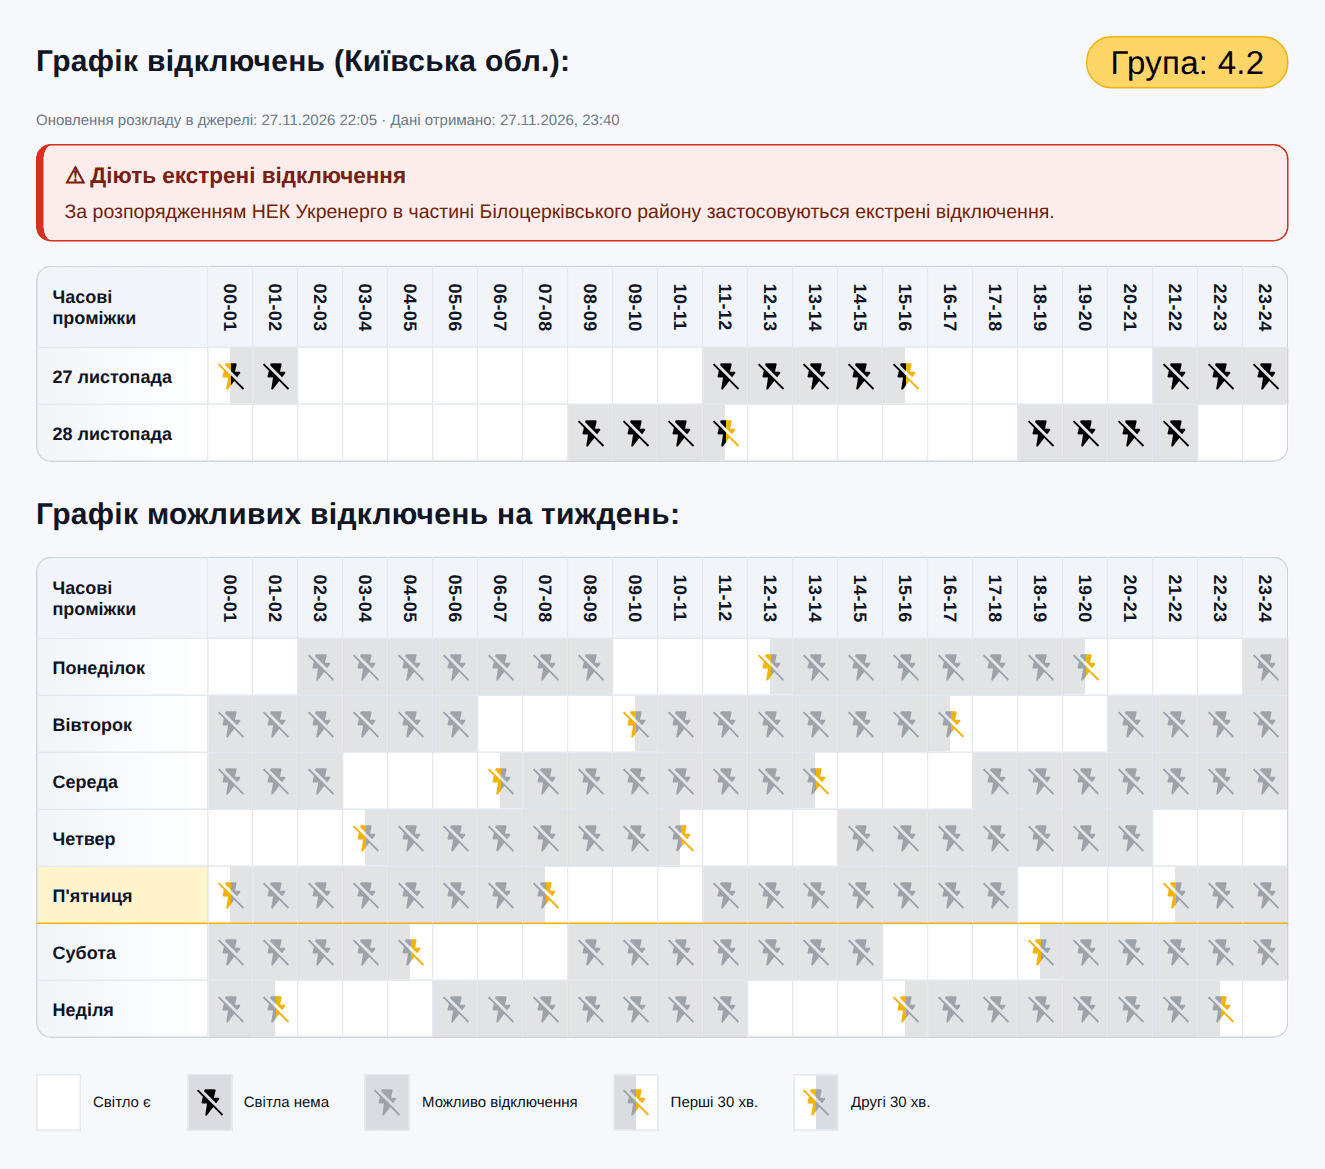 Графік відключень (Київська обл.):
Група: 4.2
Оновлення розкладу в джерелі: 27.11.2026 22:05 · Дані отримано: 27.11.2026, 23:40
⚠ Діють екстрені відключення
За розпорядженням НЕК Укренерго в частині Білоцерківського району застосовуються екстрені відключення.
Часові проміжки 00-01 01-02 02-03 03-04 04-05 05-06 06-07 07-08 08-09 09-10 10-11 11-12 12-13 13-14 14-15 15-16 16-17 17-18 18-19 19-20 20-21 21-22 22-23 23-24
27 листопада
28 листопада
Графік можливих відключень на тиждень:
Часові проміжки 00-01 01-02 02-03 03-04 04-05 05-06 06-07 07-08 08-09 09-10 10-11 11-12 12-13 13-14 14-15 15-16 16-17 17-18 18-19 19-20 20-21 21-22 22-23 23-24
Понеділок
Вівторок
Середа
Четвер
П'ятниця
Субота
Неділя
Світло є Світла нема Можливо відключення Перші 30 хв. Другі 30 хв.